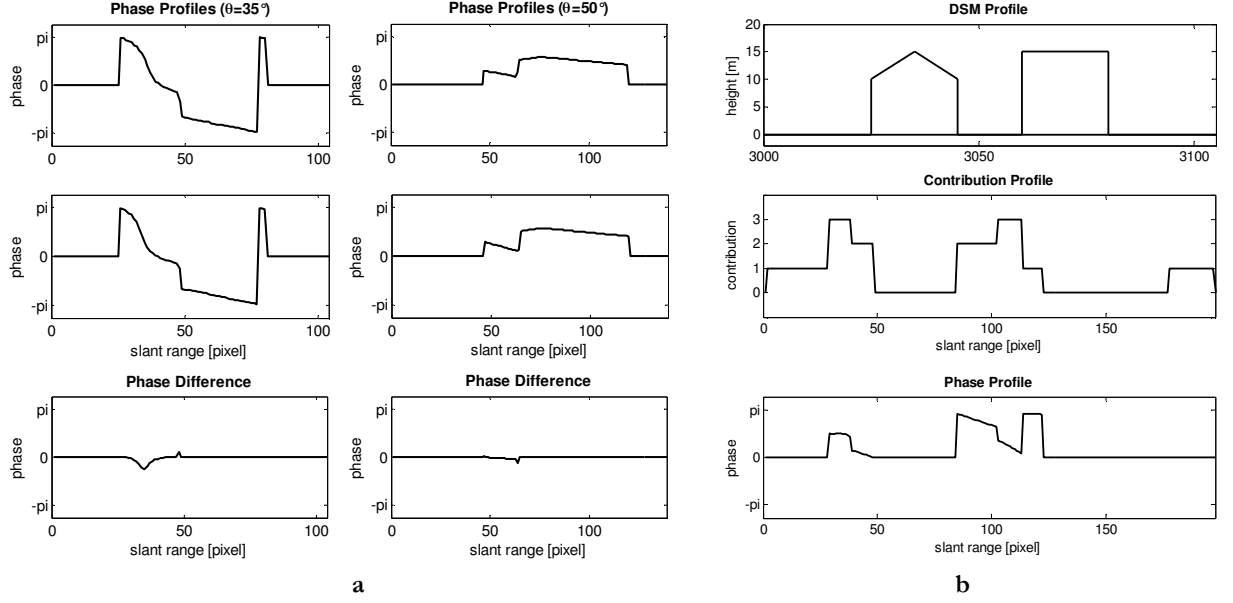 Phase Profiles (θ=35°)
pi
0
-pi
phase
0 50 100
pi
0
-pi
phase
0 50 100
slant range [pixel]
Phase Difference
pi
0
-pi
phase
0 50 100
slant range [pixel]
Phase Profiles (θ=50°)
pi
0
-pi
phase
0 50 100
pi
0
-pi
phase
0 50 100
slant range [pixel]
Phase Difference
pi
0
-pi
phase
0 50 100
slant range [pixel]
a
DSM Profile
20
15
10
5
0
height [m]
3000 3050 3100
Contribution Profile
3
2
1
0
contribution
0 50 100 150
slant range [pixel]
Phase Profile
pi
0
-pi
phase
0 50 100 150
slant range [pixel]
b